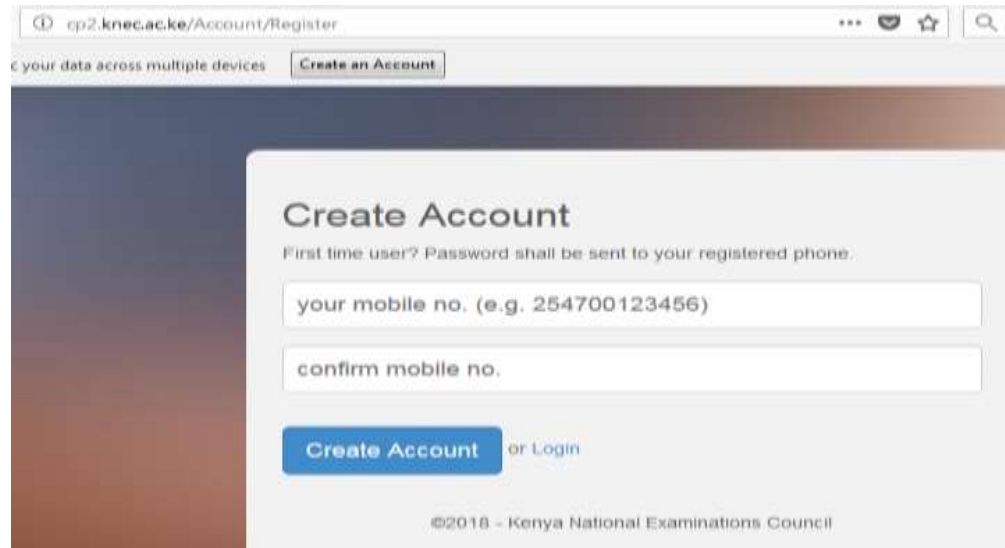 cp2.knec.ac.ke/Account/Register
your data across multiple devices Create an Account
Create Account
First time user? Password shall be sent to your registered phone.
your mobile no. (e.g. 254700123456)
confirm mobile no.
Create Account or Login
©2018 - Kenya National Examinations Council